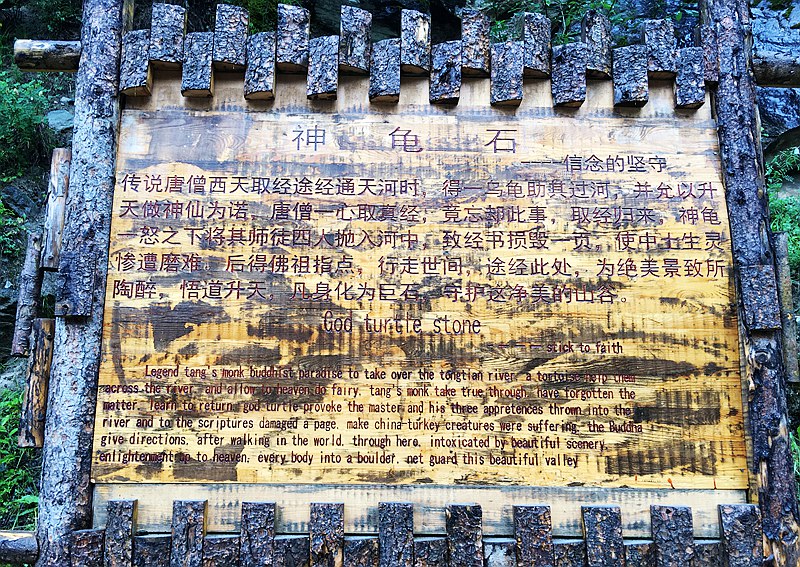 神龟石
----信念的坚守
传说唐僧西天取经途经通天河时，得一乌龟助其过河，并允以升
天做神仙为诺，唐僧一心取真经，竟忘却此事，取经归来，神龟
一怒之下将其师徒四人抛入河中，致经书损毁一页，使中土生灵
惨遭磨难。后得佛祖指点，行走世间，途经此处，为绝美景致所
陶醉，悟道升天，凡身化为巨石，守护这净美的山谷。
God turtle stone
---- stick to faith
Legend tang's monk buddhist paradise to take over the tongtian river, a tortoise help them
across the river, and allow to heaven do fairy, tang's monk take true through, have forgotten the
matter, learn to return, god turtle provoke the master and his three appretences thrown into the
river and to the scriptures damaged a page, make china turkey creatures were suffering, the Buddha
give directions, after walking in the world, through hero, intoxicated by beautiful scenery,
enlightenment up to heaven, every body into a boulder, net guard this beautiful valley